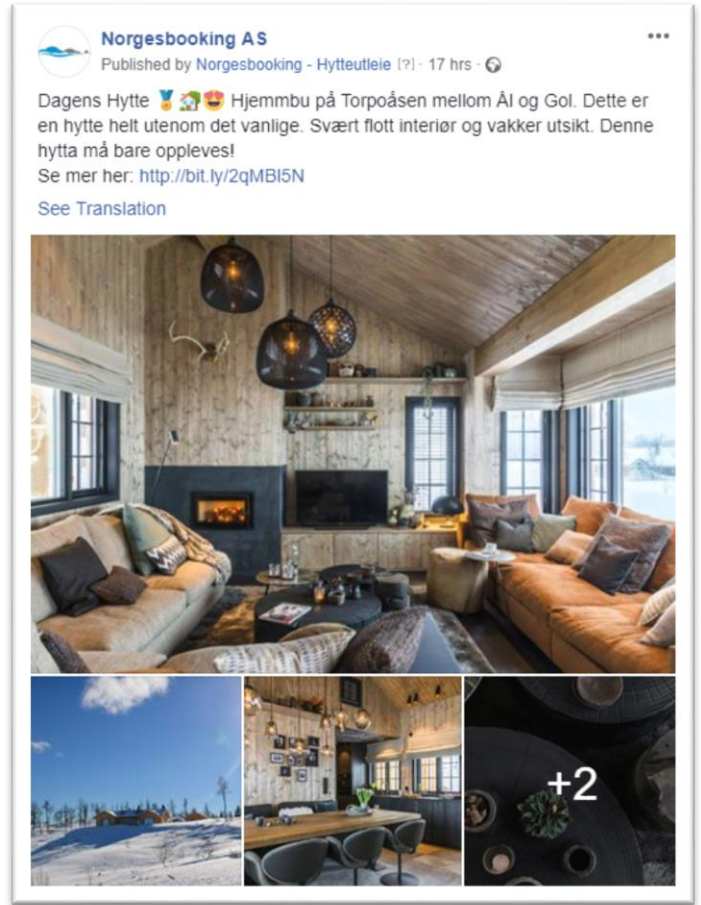 Norgesbooking AS
Published by Norgesbooking - Hytteutleie [?] · 17 hrs ·
Dagens Hytte 🏅🏡😍 Hjemmbu på Torpoåsen mellom Ål og Gol. Dette er
en hytte helt utenom det vanlige. Svært flott interiør og vakker utsikt. Denne
hytta må bare oppleves!
Se mer her: http://bit.ly/2qMBI5N
See Translation
+2